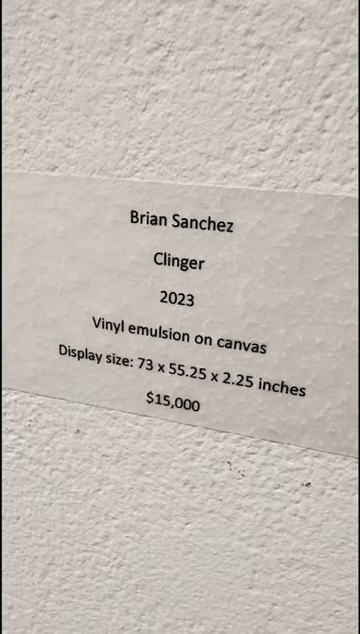 Brian Sanchez
Clinger
2023
Vinyl emulsion on canvas
Display size: 73 x 55.25 x 2.25 inches
$15,000